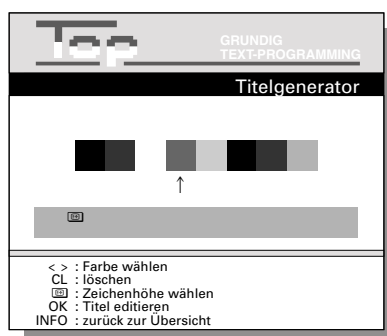 Top
GRUNDIG
TEXT-PROGRAMMING
Titelgenerator
< > : Farbe wählen
CL : löschen
: Zeichenhöhe wählen
OK : Titel editieren
INFO : zurück zur Übersicht